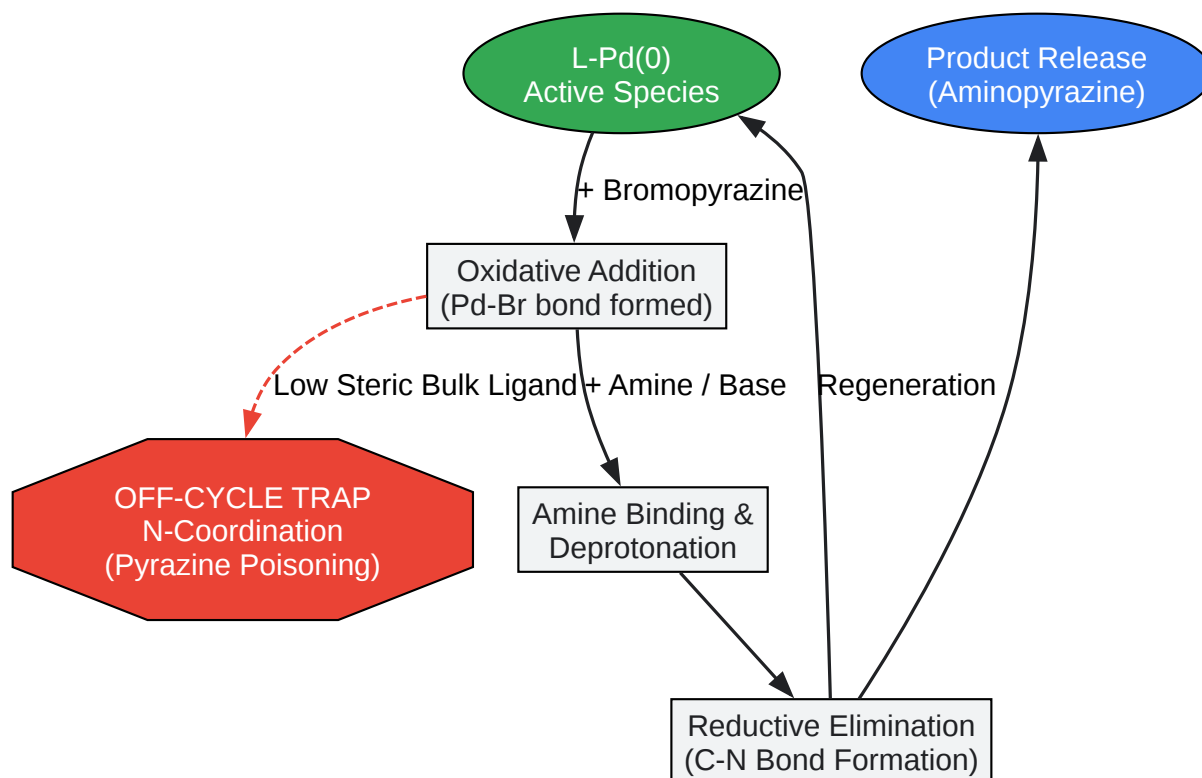 L-Pd(0)
Active Species
Product Release
(Aminopyrazine)
+ Bromopyrazine
Oxidative Addition
(Pd-Br bond formed)
Low Steric Bulk Ligand
+ Amine / Base
Regeneration
OFF-CYCLE TRAP
N-Coordination
(Pyrazine Poisoning)
Amine Binding &
Deprotonation
Reductive Elimination
(C-N Bond Formation)